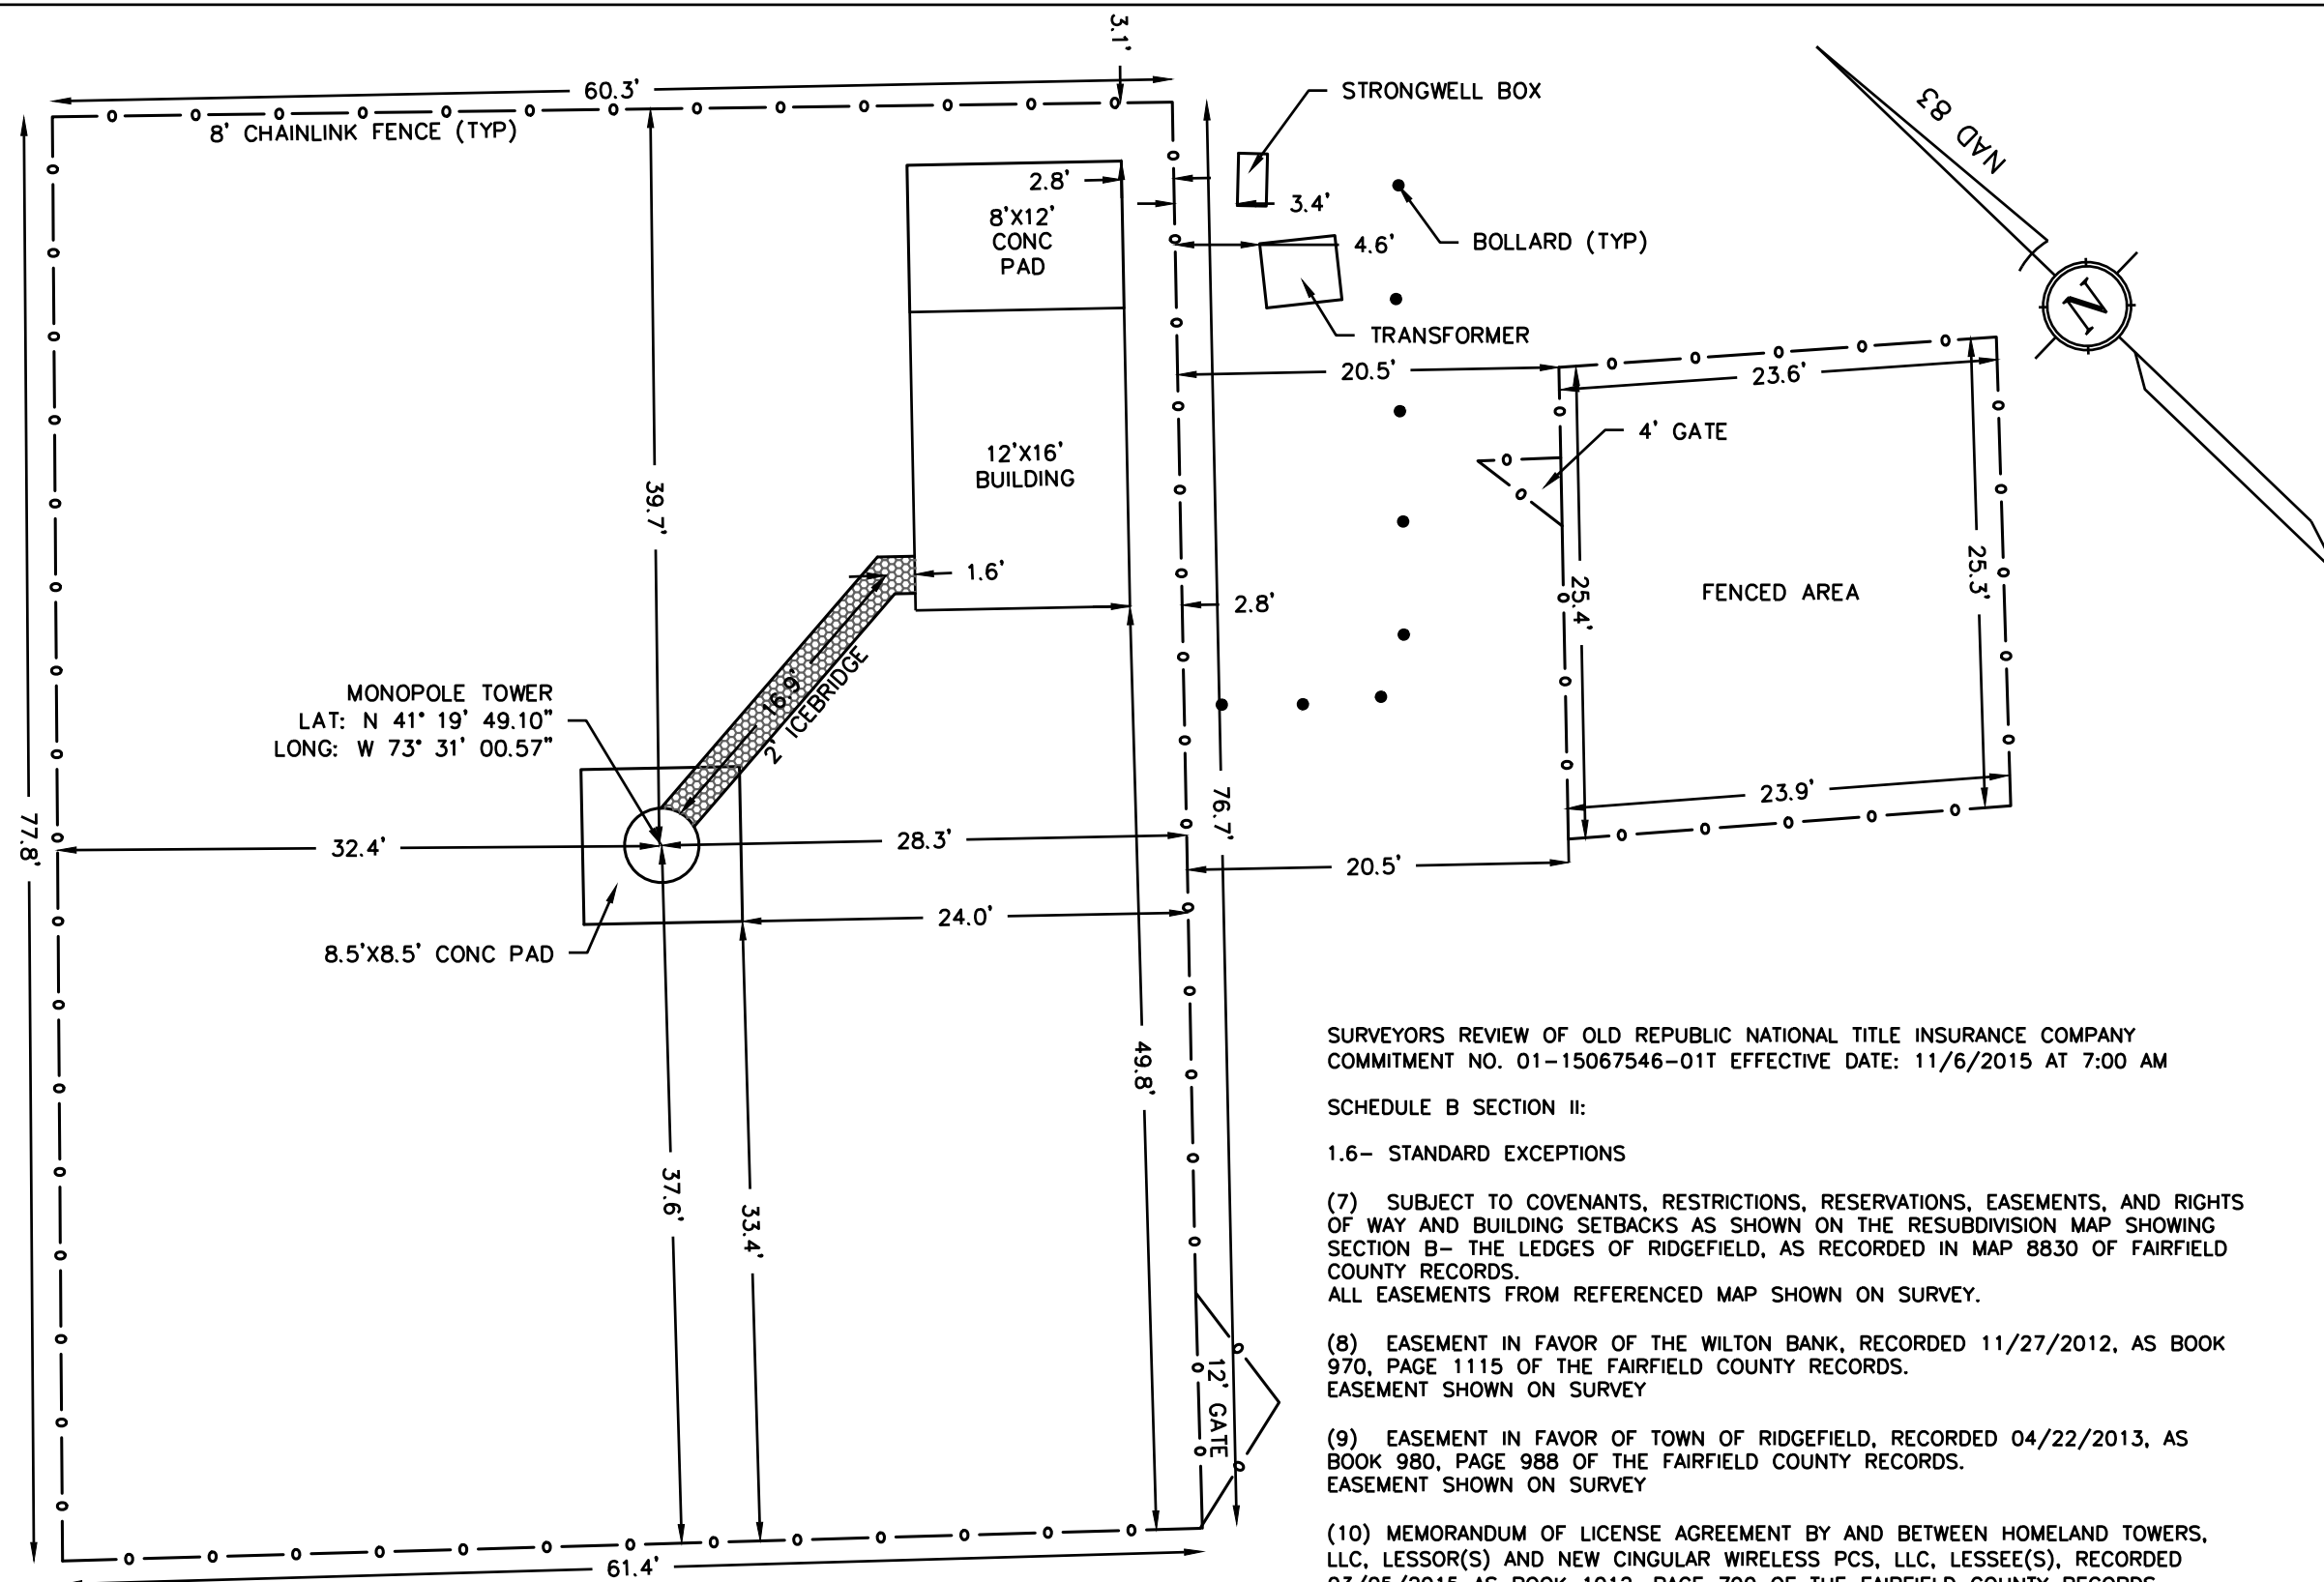 3.1'
60.3'
8' CHAINLINK FENCE (TYP)
STRONGWELL BOX
NAD 83
2.8'
3.4'
8'X12'
CONC
PAD
4.6'
BOLLARD (TYP)
N
TRANSFORMER
20.5'
23.6'
4' GATE
12'X16'
BUILDING
39.7'
1.6'
2.8'
25.4'
FENCED AREA
25.3'
16.9'
2' ICEBRIDGE
MONOPOLE TOWER
LAT: N 41° 19' 49.10"
LONG: W 73° 31' 00.57"
77.8'
32.4'
28.3'
76.7'
23.9'
20.5'
24.0'
8.5'X8.5' CONC PAD
49.8'
37.6'
33.4'
12' GATE
61.4'
SURVEYORS REVIEW OF OLD REPUBLIC NATIONAL TITLE INSURANCE COMPANY
COMMITMENT NO. 01-15067546-01T EFFECTIVE DATE: 11/6/2015 AT 7:00 AM
SCHEDULE B SECTION II:
1.6- STANDARD EXCEPTIONS
(7) SUBJECT TO COVENANTS, RESTRICTIONS, RESERVATIONS, EASEMENTS, AND RIGHTS
OF WAY AND BUILDING SETBACKS AS SHOWN ON THE RESUBDIVISION MAP SHOWING
SECTION B- THE LEDGES OF RIDGEFIELD, AS RECORDED IN MAP 8830 OF FAIRFIELD
COUNTY RECORDS.
ALL EASEMENTS FROM REFERENCED MAP SHOWN ON SURVEY.
(8) EASEMENT IN FAVOR OF THE WILTON BANK, RECORDED 11/27/2012, AS BOOK
970, PAGE 1115 OF THE FAIRFIELD COUNTY RECORDS.
EASEMENT SHOWN ON SURVEY
(9) EASEMENT IN FAVOR OF TOWN OF RIDGEFIELD, RECORDED 04/22/2013, AS
BOOK 980, PAGE 988 OF THE FAIRFIELD COUNTY RECORDS.
EASEMENT SHOWN ON SURVEY
(10) MEMORANDUM OF LICENSE AGREEMENT BY AND BETWEEN HOMELAND TOWERS,
LLC, LESSOR(S) AND NEW CINGULAR WIRELESS PCS, LLC, LESSEE(S), RECORDED